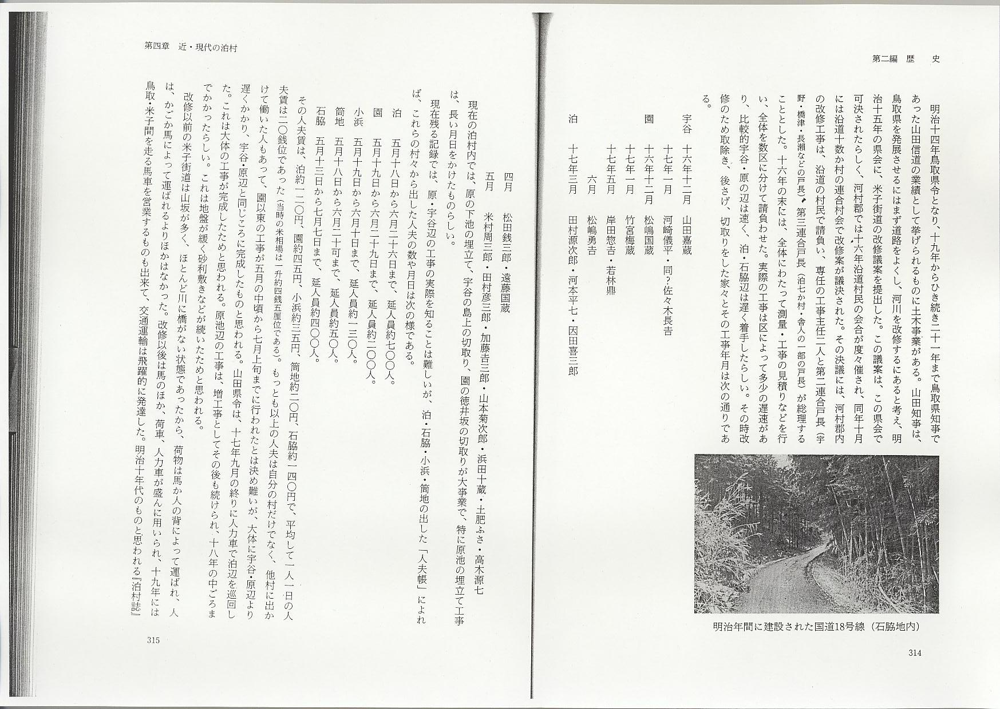 第二編　歴　　史
　明治十四年鳥取県令となり、十九年からひき続き二十一年まで鳥取県知事で
あった山田信道の業績として挙げられるものに土木事業がある。山田知事は、
鳥取県を発展させるにはまず道路をよくし、河川を改修するにあると考え、明
治十五年の県会に、米子街道の改修議案を提出した。この議案は、この県会で
可決されたらしく、河村郡では十六年沿道村民の会合が度々催され、同年十月
には沿道十数か村の連合村会で改修案が議決された。その決議には、河村郡内
の改修工事は、沿道の村民で請負い、専任の工事主任二人と第二連合戸長（宇
野・橋津・長瀬などの戸長）、第三連合戸長（泊七か村・舎人の一部の戸長）が総理する
こととした。十六年の末には、全体にわたって測量・工事の見積りなどを行
い、全体を数区に分けて請負わせた。実際の工事は区によって多少の遅速があ
り、比較的宇谷・原の辺は速く、泊・石脇辺は遅く着手したらしい。その時改
修のため取除き、後さげ、切取りをした家々とその工事年月は次の通りであ
る。
宇谷　十六年十二月　山田嘉蔵
　　　十七年一月　河崎儀平・同？佐々木長吉
園　　十六年十二月　松嶋国蔵
　　　十七年一月　竹宮梅蔵
　　　十七年五月　岸田惣吉・若林鼎
　　　　　六月　松嶋勇吉
泊　　十七年三月　田村源次郎・河本平七・因田喜三郎
明治年間に建設された国道18号線（石脇地内）
314
第四章　近・現代の泊村
　　　　　四月　松田銭三郎・遠藤国蔵
　　　　　五月　米村周三郎・田村彦三郎・加藤吉三郎・山本菊次郎・浜田十蔵・土肥ふさ・高木源七
　現在の泊村内では、原の下池の埋立て、宇谷の島上の切取り、園の徳井坂の切取りが大事業で、特に原池の埋立て工事
は、長い月日をかけたものらしい。
　現在残る記録では、原・宇谷辺の工事の実際を知ることは難しいが、泊・石脇・小浜・筒地の出した「人夫帳」によれ
ば、これらの村々から出した人夫の数や月日は次の様である。
泊　　五月十八日から六月二十六日まで、延人員約七〇〇人。
園　　五月十九日から六月二十九日まで、延人員約二〇〇人。
小浜　五月十九日から六月十日まで、延人員約一三〇人。
筒地　五月十八日から六月二十可まで、延人員約五〇人。
石脇　五月十三日から七月七日まで、延人員約四〇〇人。
　その人夫賃は、泊約一二〇円、園約四五円、小浜約三五円、筒地約二〇円、石脇約一四〇円で、平均して一人一日の人
夫賃は二〇銭位であった（当時の米相場は一升約四銭五厘位である）。もっとも以上の人夫は自分の村だけでなく、他村に出か
けて働いた人もあって、園以東の工事が五月の中頃から七月上旬までに行われたとは決め難いが、大体に宇谷・原辺より
遅くかかり、宇谷・原辺と同じころに完成したものと思われる。山田県令は、十七年九月の終りに人力車で泊辺を巡回し
た。これは大体の工事が完成したためと思われる。原池辺の工事は、増工事としてその後も続けられ、十八年の中ごろま
でかかったらしい。これは地盤が緩く砂利敷きなどが続いたためと思われる。
　改修以前の米子街道は山坂が多く、ほとんど川に橋がない状態であったから、荷物は馬か人の背によって運ばれ、人
は、かごか馬によって運ばれるよりほかはなかった。改修以後は馬のほか、荷車、人力車が盛んに用いられ、十九年には
鳥取・米子間を走る馬車を営業するものも出来て、交通運輸は飛躍的に発達した。明治十年代のものと思われる『泊村誌』
315